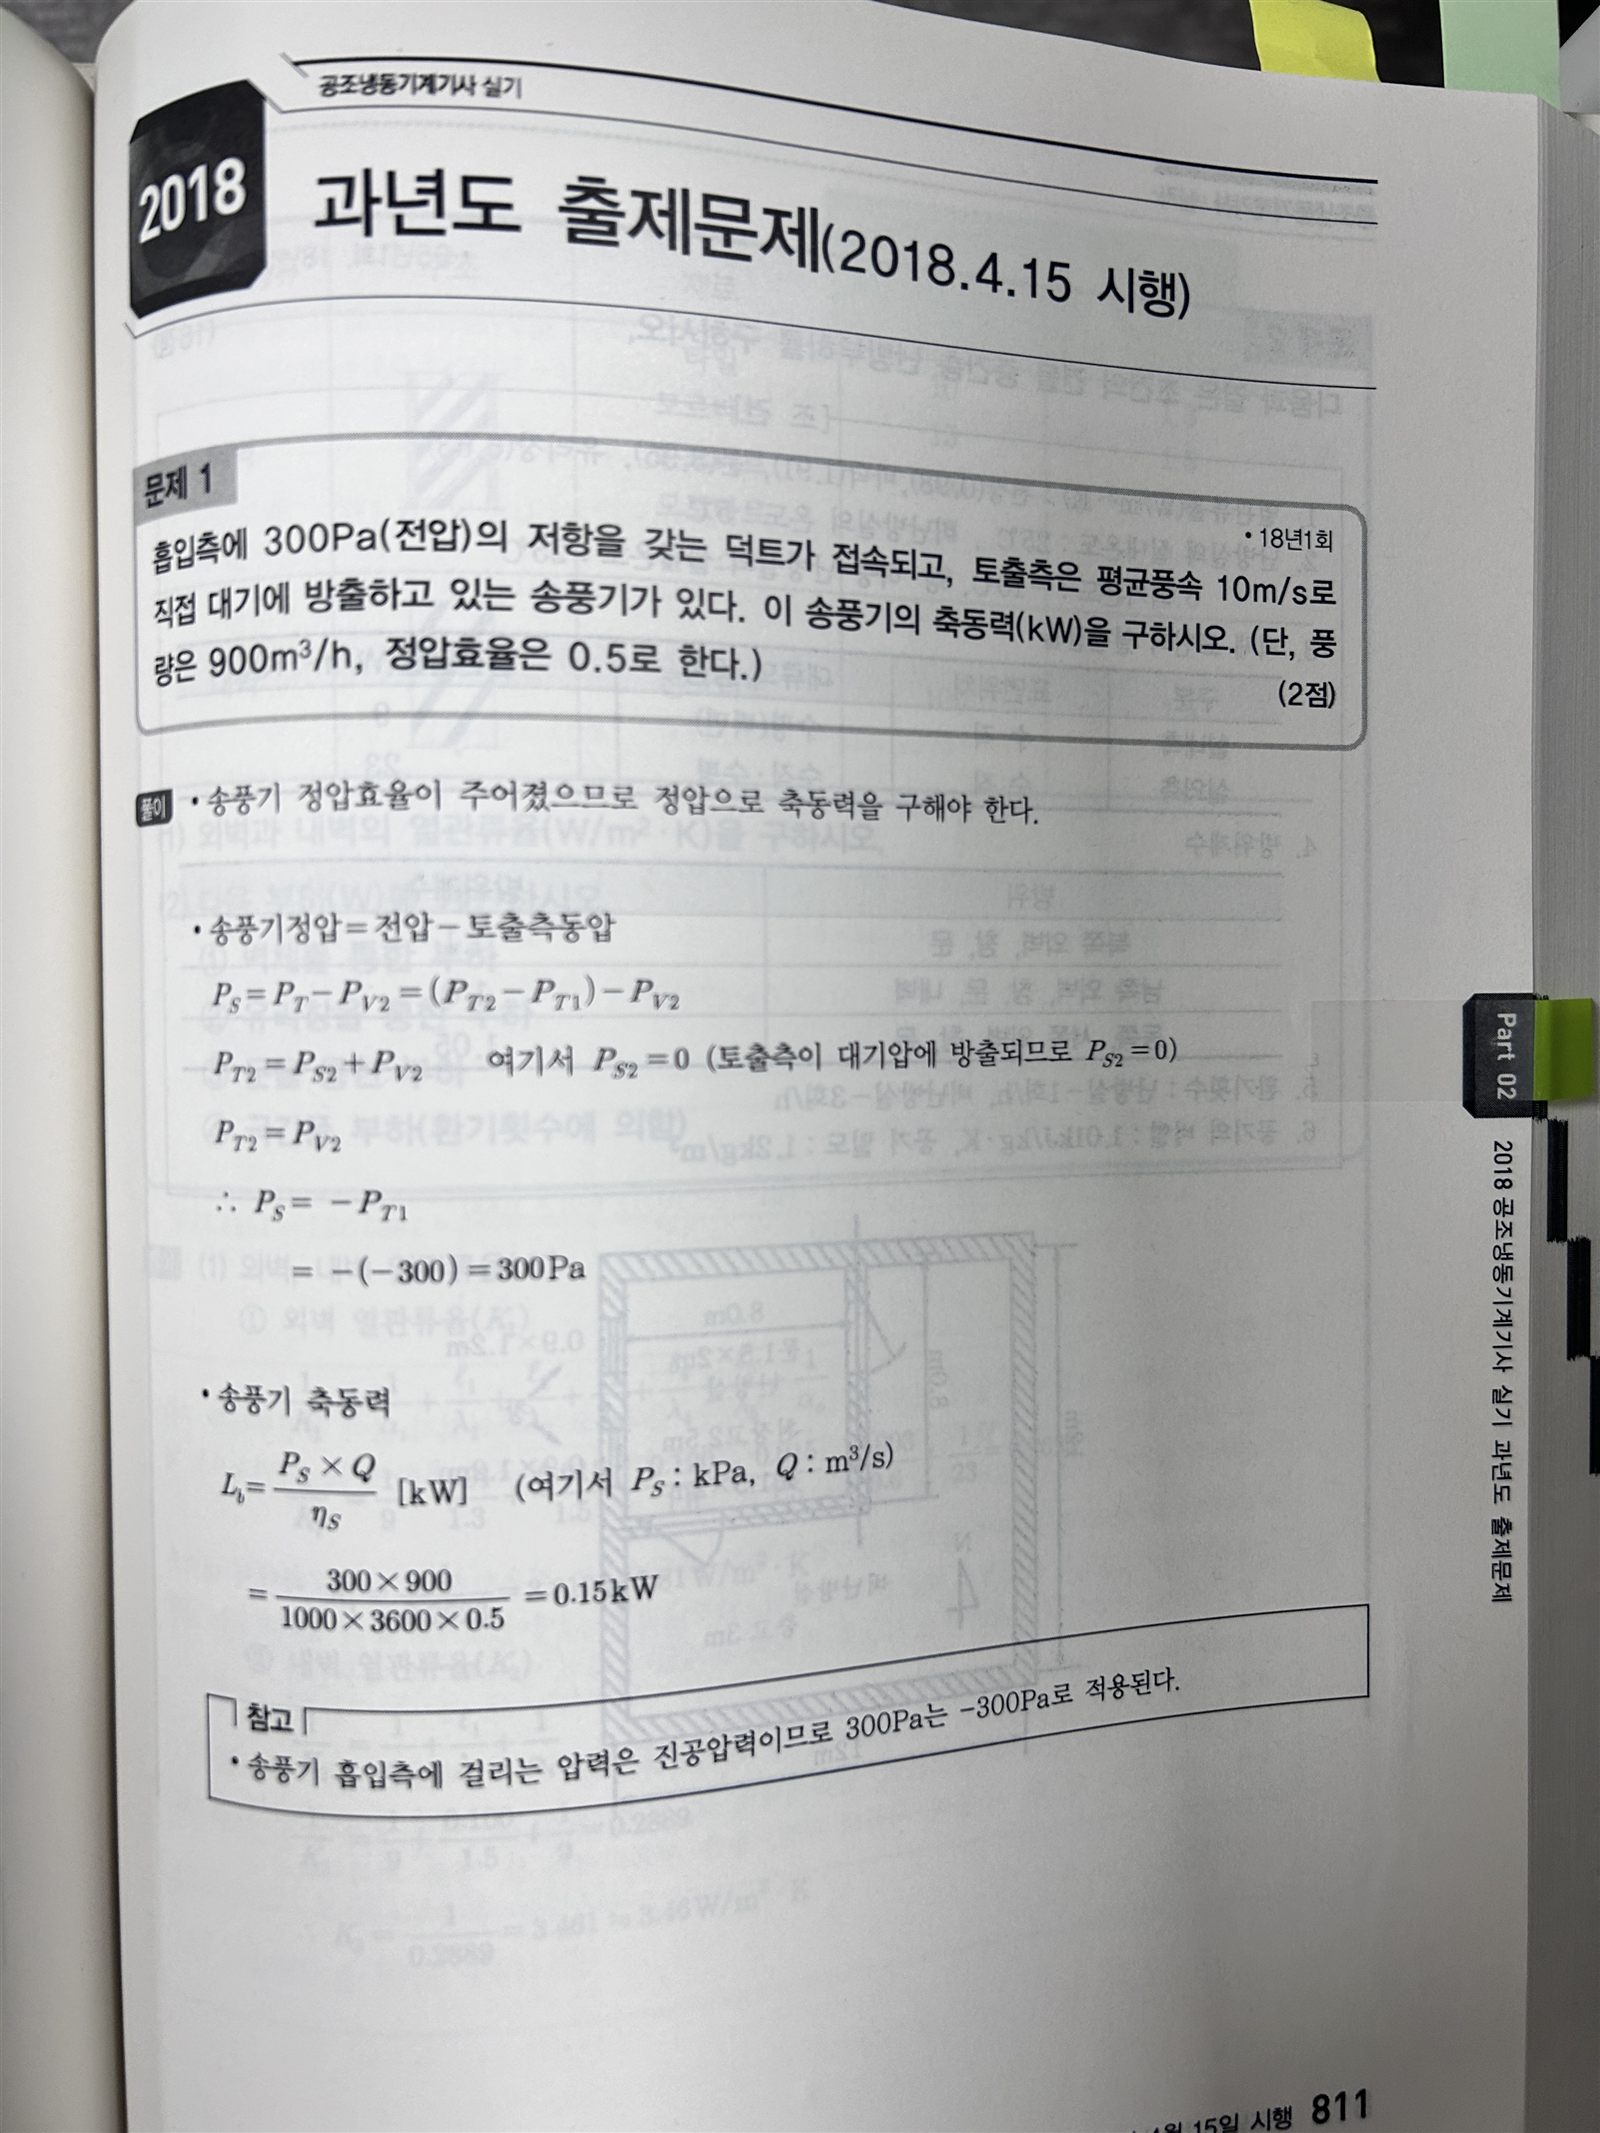 공조냉동기계기사 실기
2018
과년도 출제문제(2018.4.15 시행)
문제 1
• 18년1회
흡입측에 300Pa(전압)의 저항을 갖는 덕트가 접속되고, 토출측은 평균풍속 10m/s로
직접 대기에 방출하고 있는 송풍기가 있다. 이 송풍기의 축동력(kW)을 구하시오. (단, 풍
량은 900m³/h, 정압효율은 0.5로 한다.)
(2점)
풀이 • 송풍기 정압효율이 주어졌으므로 정압으로 축동력을 구해야 한다.
• 송풍기정압=전압-토출측동압
P_S = P_T - P_V2 = (P_T2 - P_T1) - P_V2
P_T2 = P_S2 + P_V2 여기서 P_S2 = 0 (토출측이 대기압에 방출되므로 P_S2 = 0)
P_T2 = P_V2
∴ P_S = -P_T1
= -(-300) = 300Pa
• 송풍기 축동력
L_b = (P_S × Q) / η_S [kW] (여기서 P_S : kPa, Q : m³/s)
= (300 × 900) / (1000 × 3600 × 0.5) = 0.15kW
참고
• 송풍기 흡입측에 걸리는 압력은 진공압력이므로 300Pa는 -300Pa로 적용된다.
Part 02
2018 공조냉동기계기사 실기 과년도 출제문제
15일 시행 811